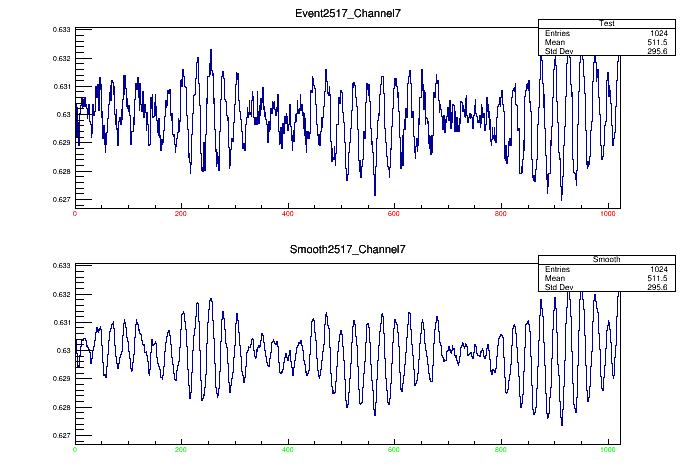 Event2517_Channel7
Test
Entries 1024
Mean 511.5
Std Dev 295.6
0.633
0.632
0.631
0.63
0.629
0.628
0.627
0 200 400 600 800 1000
Smooth2517_Channel7
Smooth
Entries 1024
Mean 511.5
Std Dev 295.6
0.633
0.632
0.631
0.63
0.629
0.628
0.627
0 200 400 600 800 1000